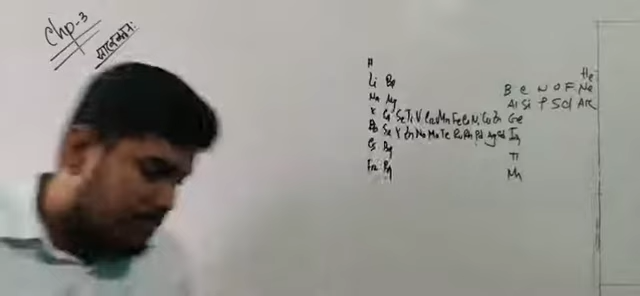 Chp-3
H
He
Li Be
B C N O F Ne
Na Mg
Al Si P S Cl Ar
K Ca Sc Ti V Cr Mn Fe Co Ni Cu Zn Ga
Rb Sr Y Zr Nb Mo Tc Ru Rh Pd Ag Cd In
Cs Ba
Tl
Fr Ra
Nh